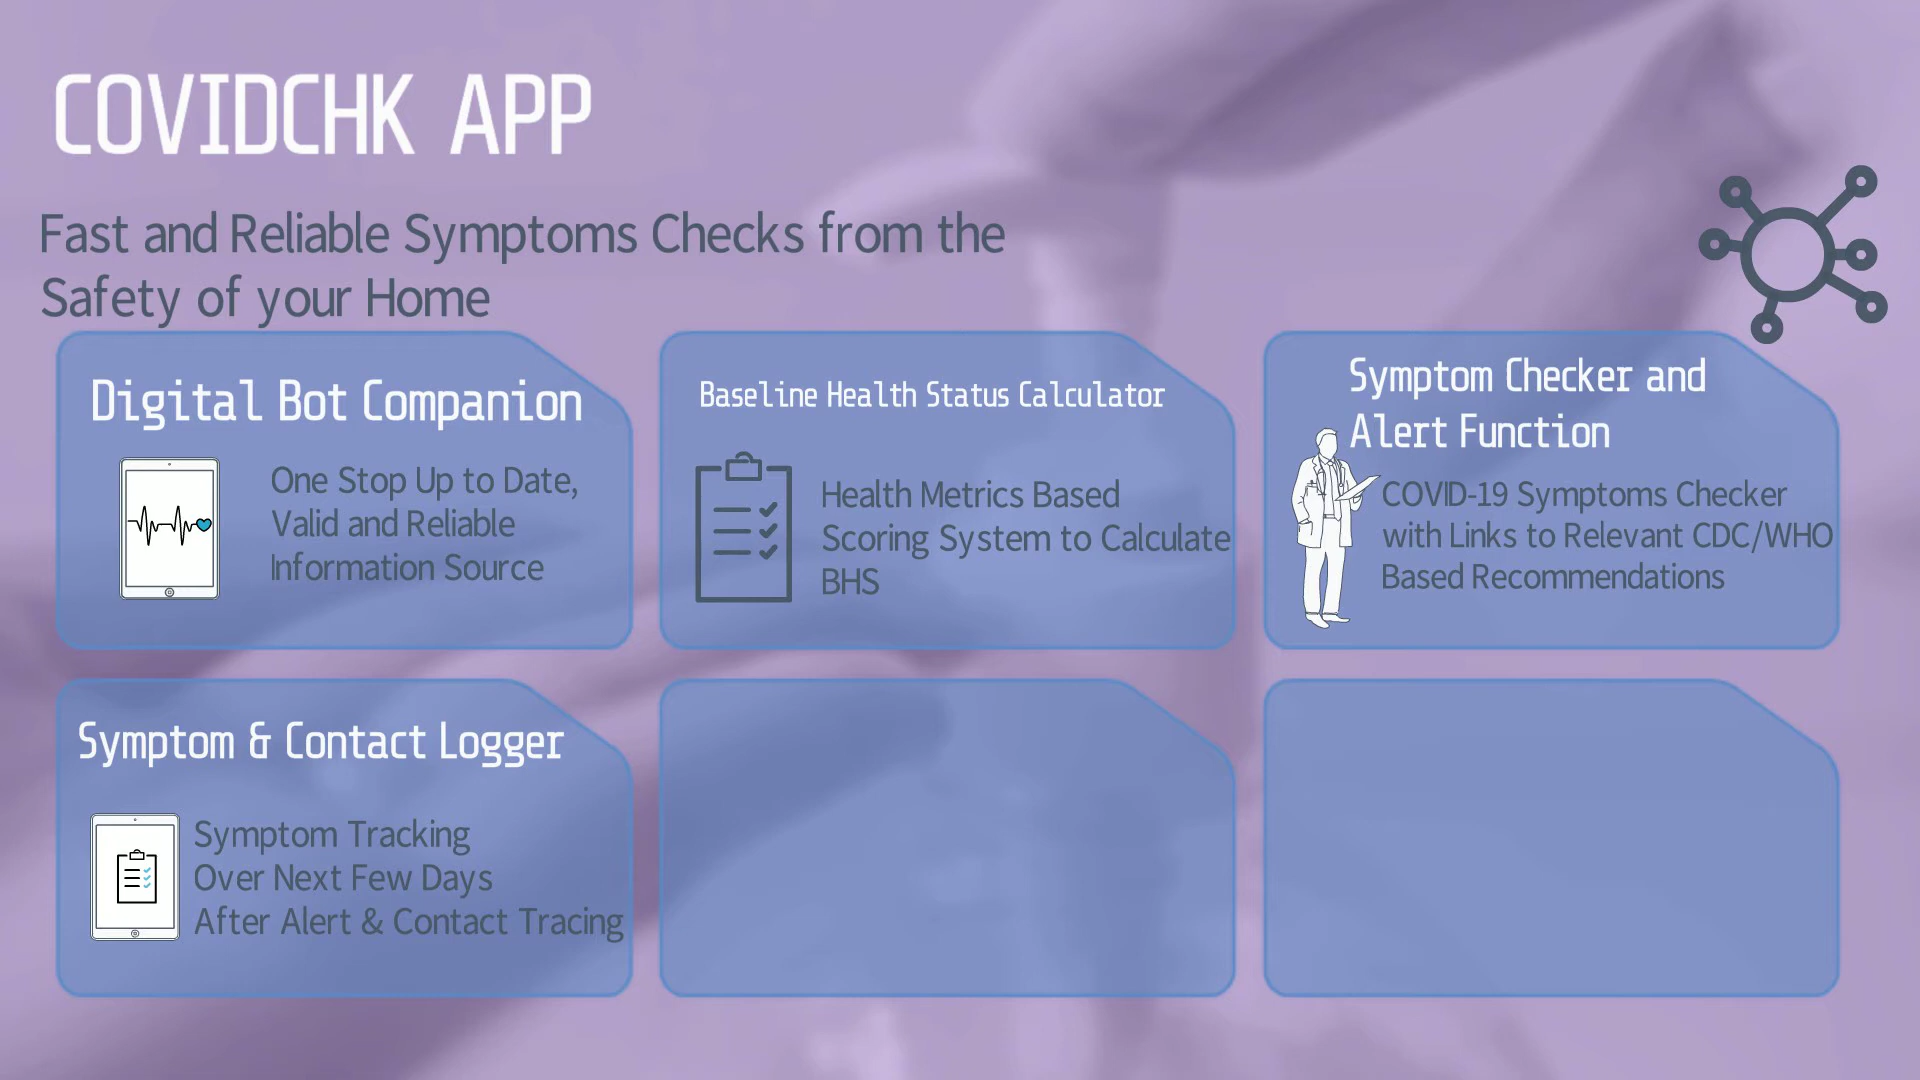 COVIDCHK APP
Fast and Reliable Symptoms Checks from the
Safety of your Home
Digital Bot Companion
One Stop Up to Date,
Valid and Reliable
Information Source
Baseline Health Status Calculator
Health Metrics Based
Scoring System to Calculate
BHS
Symptom Checker and
Alert Function
COVID-19 Symptoms Checker
with Links to Relevant CDC/WHO
Based Recommendations
Symptom & Contact Logger
Symptom Tracking
Over Next Few Days
After Alert & Contact Tracing